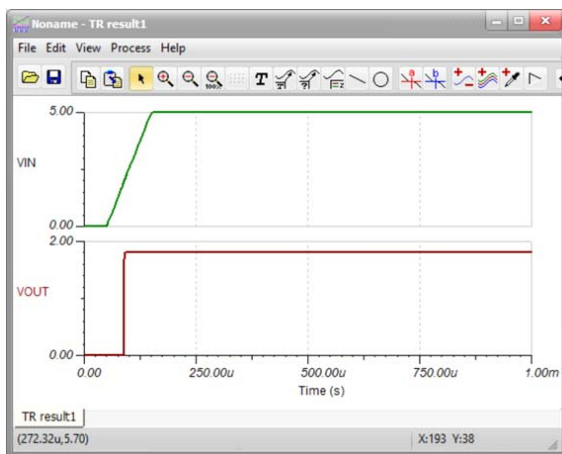 Noname - TR result1
File Edit View Process Help
T
5.00
VIN
0.00
2.00
VOUT
0.00
0.00 250.00u 500.00u 750.00u 1.00m
Time (s)
TR result1
(272.32u,5.70) X:193 Y:38